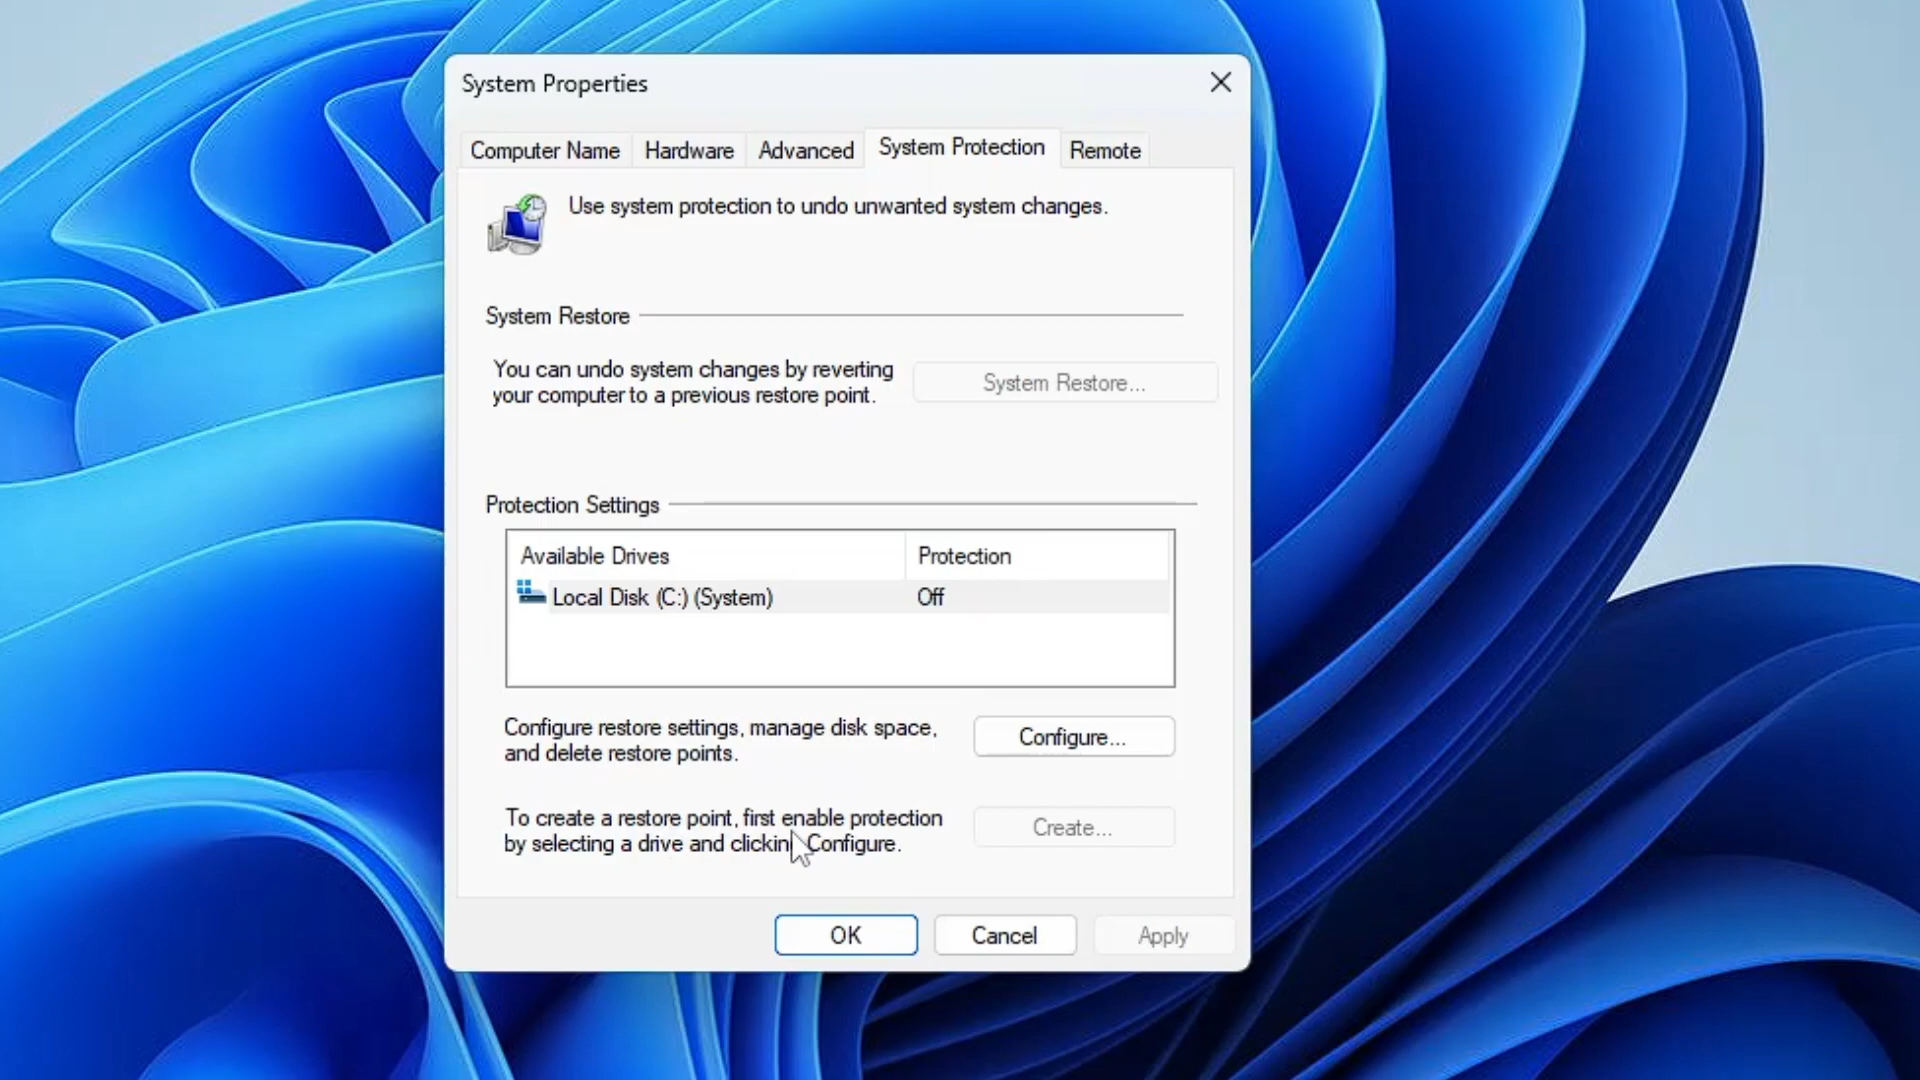 System Properties
Computer Name
Hardware
Advanced
System Protection
Remote
Use system protection to undo unwanted system changes.
System Restore
You can undo system changes by reverting
your computer to a previous restore point.
System Restore...
Protection Settings
Available Drives
Protection
Local Disk (C:) (System)
Off
Configure restore settings, manage disk space,
and delete restore points.
Configure...
To create a restore point, first enable protection
by selecting a drive and clickin Configure.
Create...
OK
Cancel
Apply